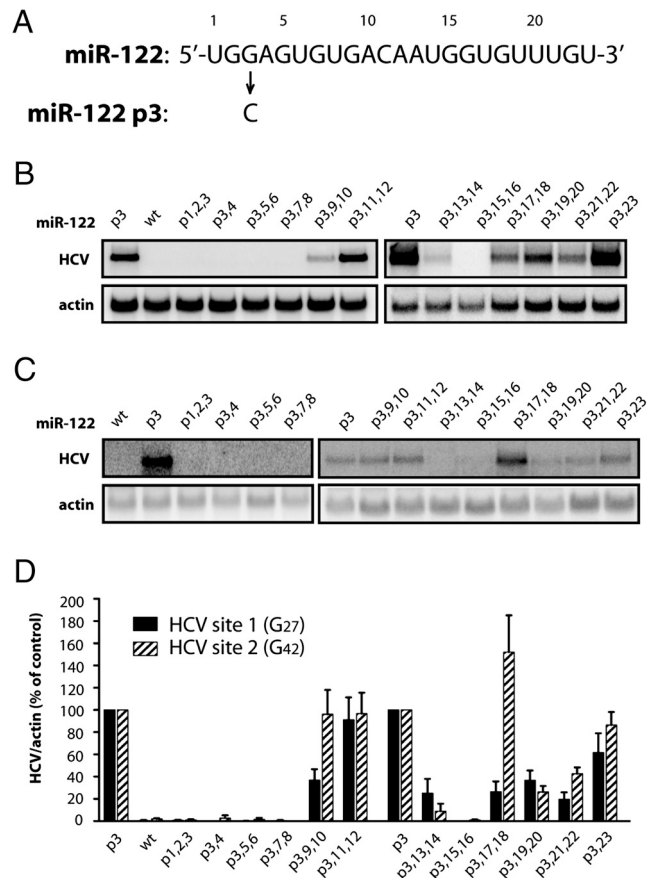 A
1 5 10 15 20
miR-122: 5′-UGGAGUGUGACAAUGGUGUUUGU-3′
miR-122 p3: C
B
miR-122 p3 wt p1,2,3 p3,4 p3,5,6 p3,7,8 p3,9,10 p3,11,12 p3 p3,13,14 p3,15,16 p3,17,18 p3,19,20 p3,21,22 p3,23
HCV
actin
C
miR-122 wt p3 p1,2,3 p3,4 p3,5,6 p3,7,8 p3 p3,9,10 p3,11,12 p3,13,14 p3,15,16 p3,17,18 p3,19,20 p3,21,22 p3,23
HCV
actin
D
HCV/actin (% of control)
200
180
160
140
120
100
80
60
40
20
0
HCV site 1 (G27)
HCV site 2 (G42)
p3 wt p1,2,3 p3,4 p3,5,6 p3,7,8 p3,9,10 p3,11,12 p3 p3,13,14 p3,15,16 p3,17,18 p3,19,20 p3,21,22 p3,23